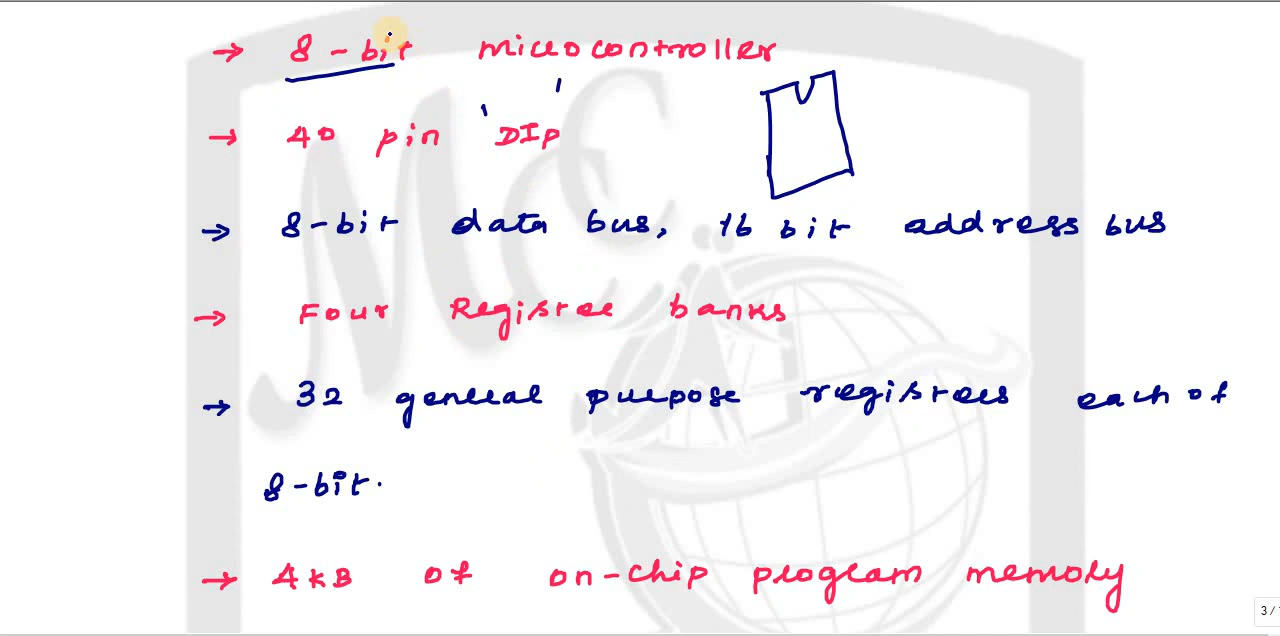 → 8-bit microcontroller
→ 40 pin 'DIP'
→ 8-bit data bus, 16 bit address bus
→ Four Register banks
→ 32 general purpose registers each of
8-bit.
→ 4kB of on-chip program memory
MCC
3 /